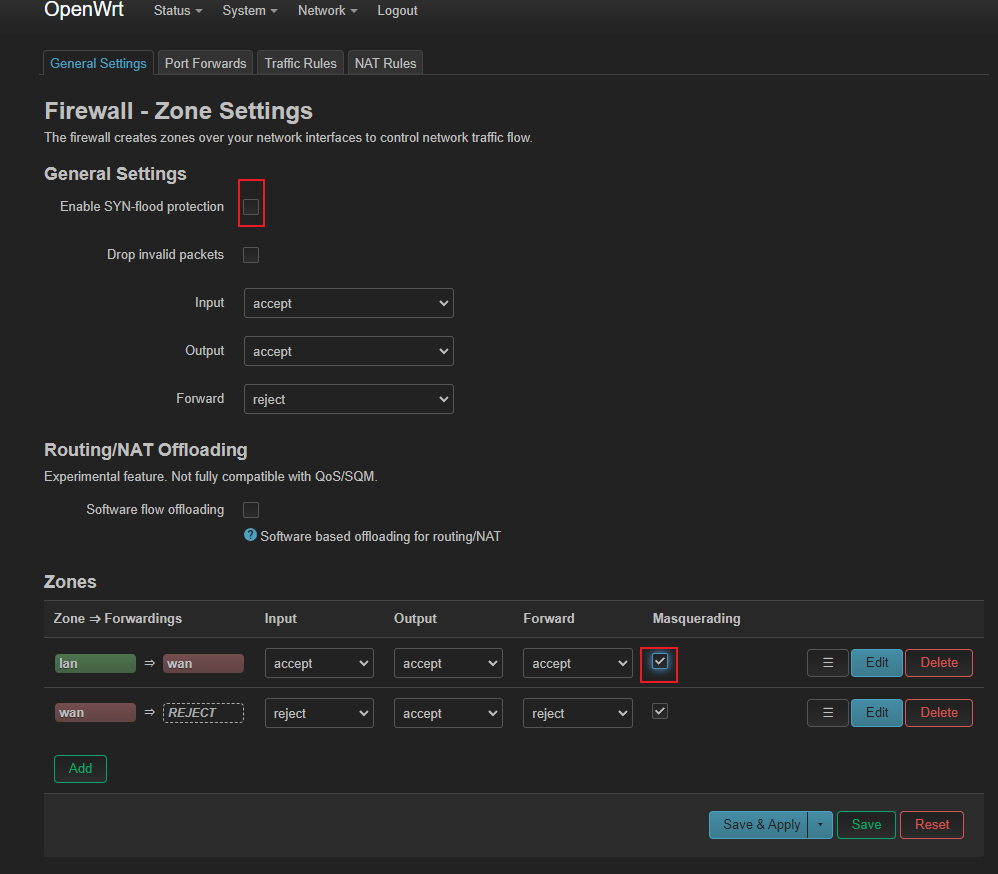 OpenWrt Status System Network Logout
General Settings Port Forwards Traffic Rules NAT Rules
Firewall - Zone Settings
The firewall creates zones over your network interfaces to control network traffic flow.
General Settings
Enable SYN-flood protection
Drop invalid packets
Input accept
Output accept
Forward reject
Routing/NAT Offloading
Experimental feature. Not fully compatible with QoS/SQM.
Software flow offloading
? Software based offloading for routing/NAT
Zones
Zone ⇒ Forwardings Input Output Forward Masquerading
lan ⇒ wan accept accept accept Edit Delete
wan ⇒ REJECT reject accept reject Edit Delete
Add
Save & Apply Save Reset